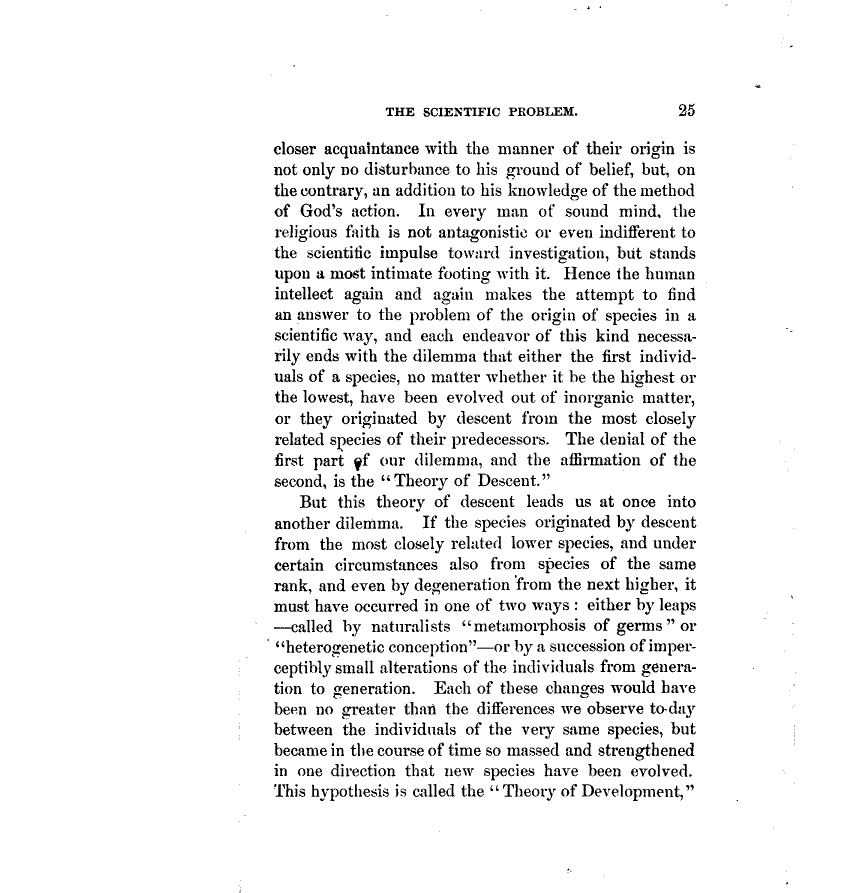 THE SCIENTIFIC PROBLEM. 25
closer acquaintance with the manner of their origin is
not only no disturbance to his ground of belief, but, on
the contrary, an addition to his knowledge of the method
of God's action. In every man of sound mind, the
religious faith is not antagonistic or even indifferent to
the scientific impulse toward investigation, but stands
upon a most intimate footing with it. Hence the human
intellect again and again makes the attempt to find
an answer to the problem of the origin of species in a
scientific way, and each endeavor of this kind necessa-
rily ends with the dilemma that either the first individ-
uals of a species, no matter whether it be the highest or
the lowest, have been evolved out of inorganic matter,
or they originated by descent from the most closely
related species of their predecessors. The denial of the
first part of our dilemma, and the affirmation of the
second, is the "Theory of Descent."
But this theory of descent leads us at once into
another dilemma. If the species originated by descent
from the most closely related lower species, and under
certain circumstances also from species of the same
rank, and even by degeneration from the next higher, it
must have occurred in one of two ways: either by leaps
—called by naturalists "metamorphosis of germs" or
"heterogenetic conception"—or by a succession of imper-
ceptibly small alterations of the individuals from genera-
tion to generation. Each of these changes would have
been no greater than the differences we observe to-day
between the individuals of the very same species, but
became in the course of time so massed and strengthened
in one direction that new species have been evolved.
This hypothesis is called the "Theory of Development,"